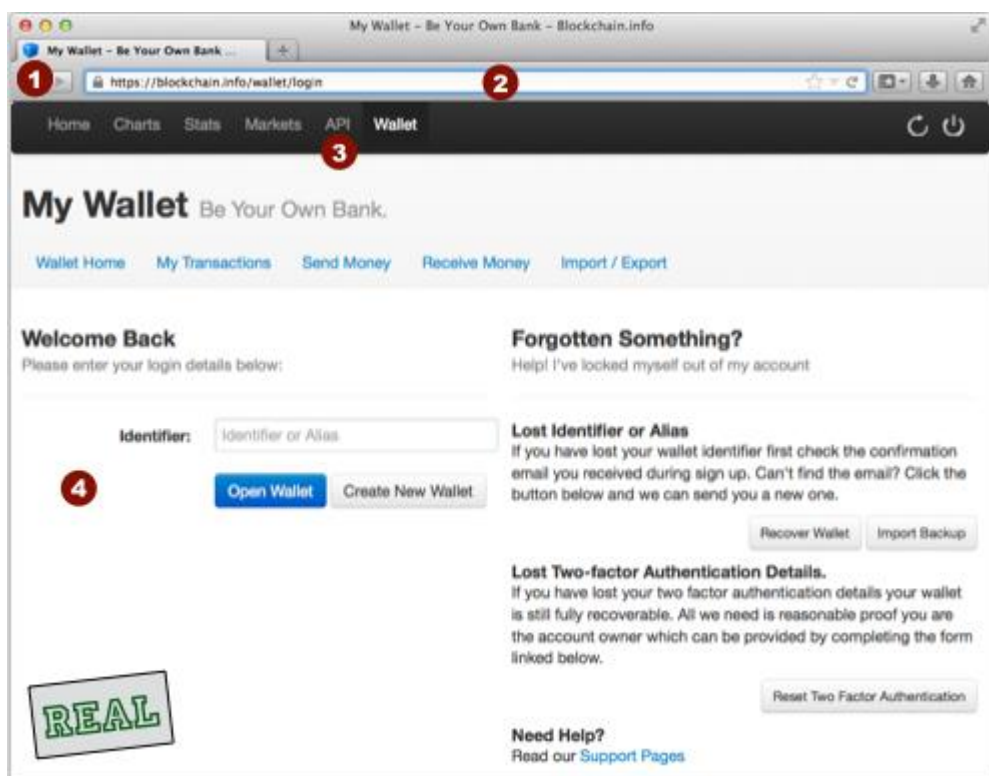 My Wallet – Be Your Own Bank – Blockchain.info
My Wallet – Be Your Own Bank ...
1
https://blockchain.info/wallet/login
2
Home Charts Stats Markets API Wallet
3
My Wallet Be Your Own Bank.
Wallet Home My Transactions Send Money Receive Money Import / Export
Welcome Back
Please enter your login details below:
Identifier: Identifier or Alias
4
Open Wallet Create New Wallet
Forgotten Something?
Help! I've locked myself out of my account
Lost Identifier or Alias
If you have lost your wallet identifier first check the confirmation
email you received during sign up. Can't find the email? Click the
button below and we can send you a new one.
Recover Wallet Import Backup
Lost Two-factor Authentication Details.
If you have lost your two factor authentication details your wallet
is still fully recoverable. All we need is reasonable proof you are
the account owner which can be provided by completing the form
linked below.
Reset Two Factor Authentication
REAL
Need Help?
Read our Support Pages